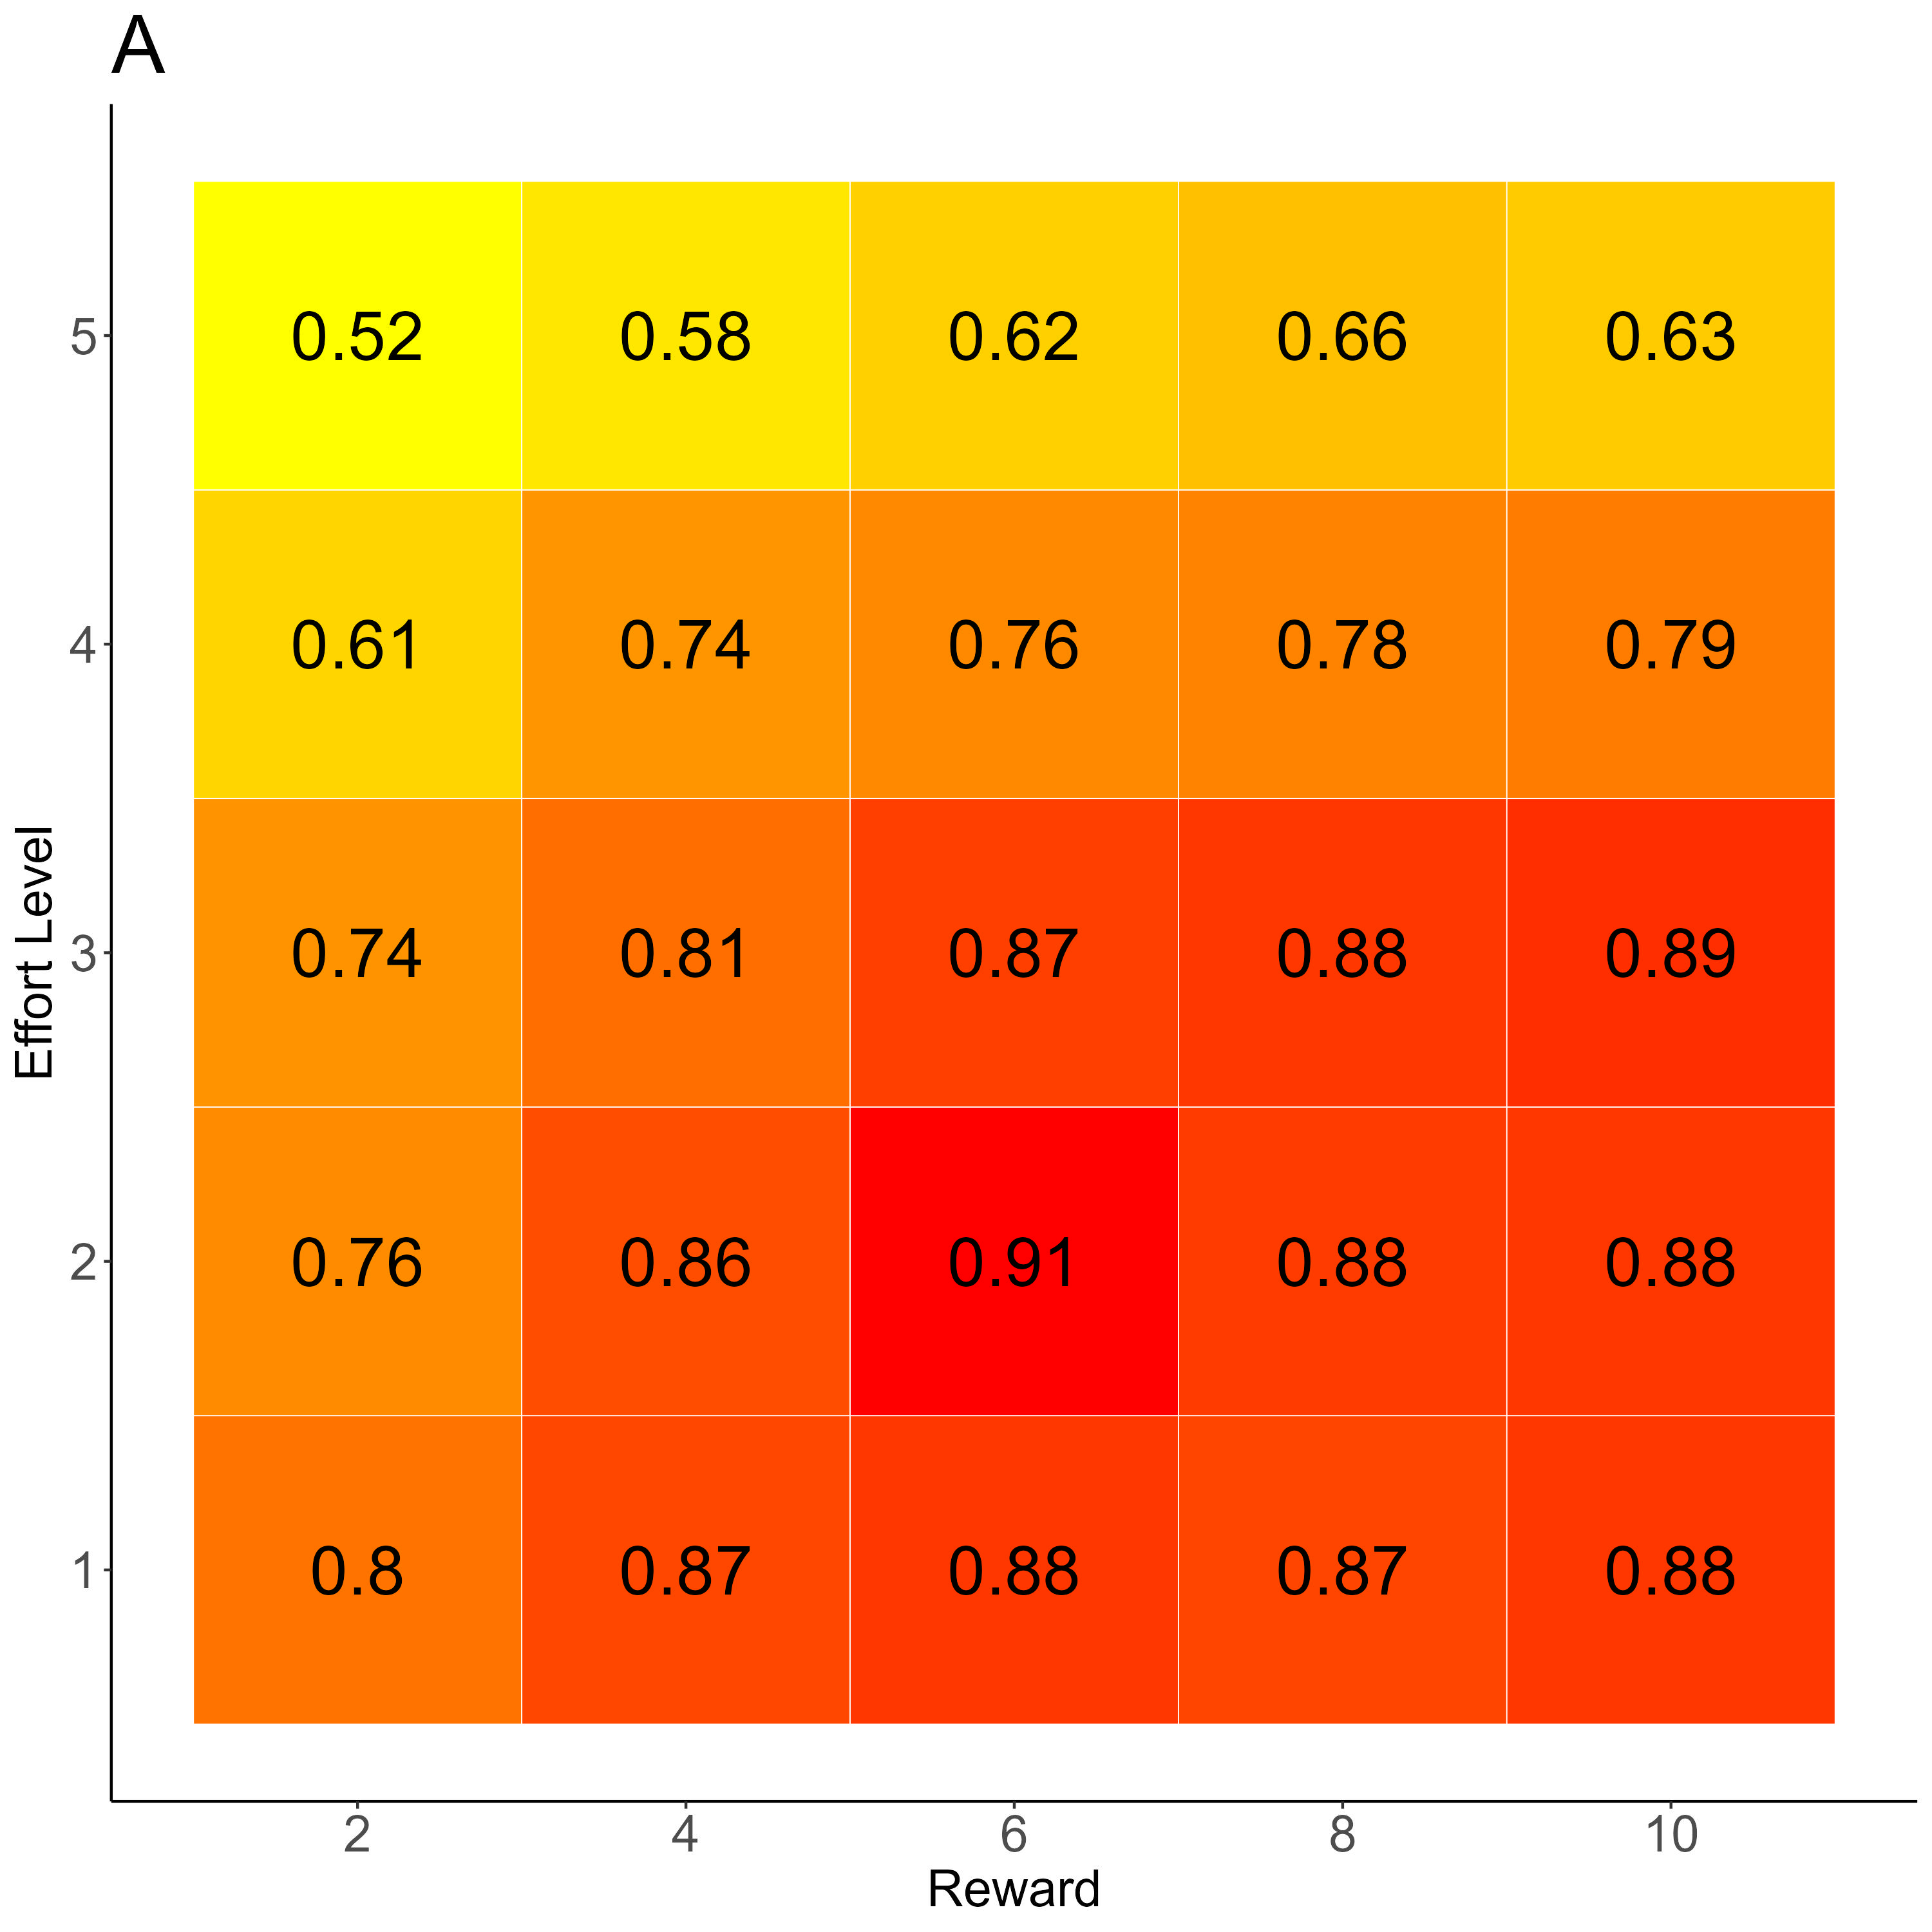 A
5 0.52 0.58 0.62 0.66 0.63
4 0.61 0.74 0.76 0.78 0.79
3 0.74 0.81 0.87 0.88 0.89
2 0.76 0.86 0.91 0.88 0.88
1 0.8 0.87 0.88 0.87 0.88
Effort Level
2 4 6 8 10
Reward